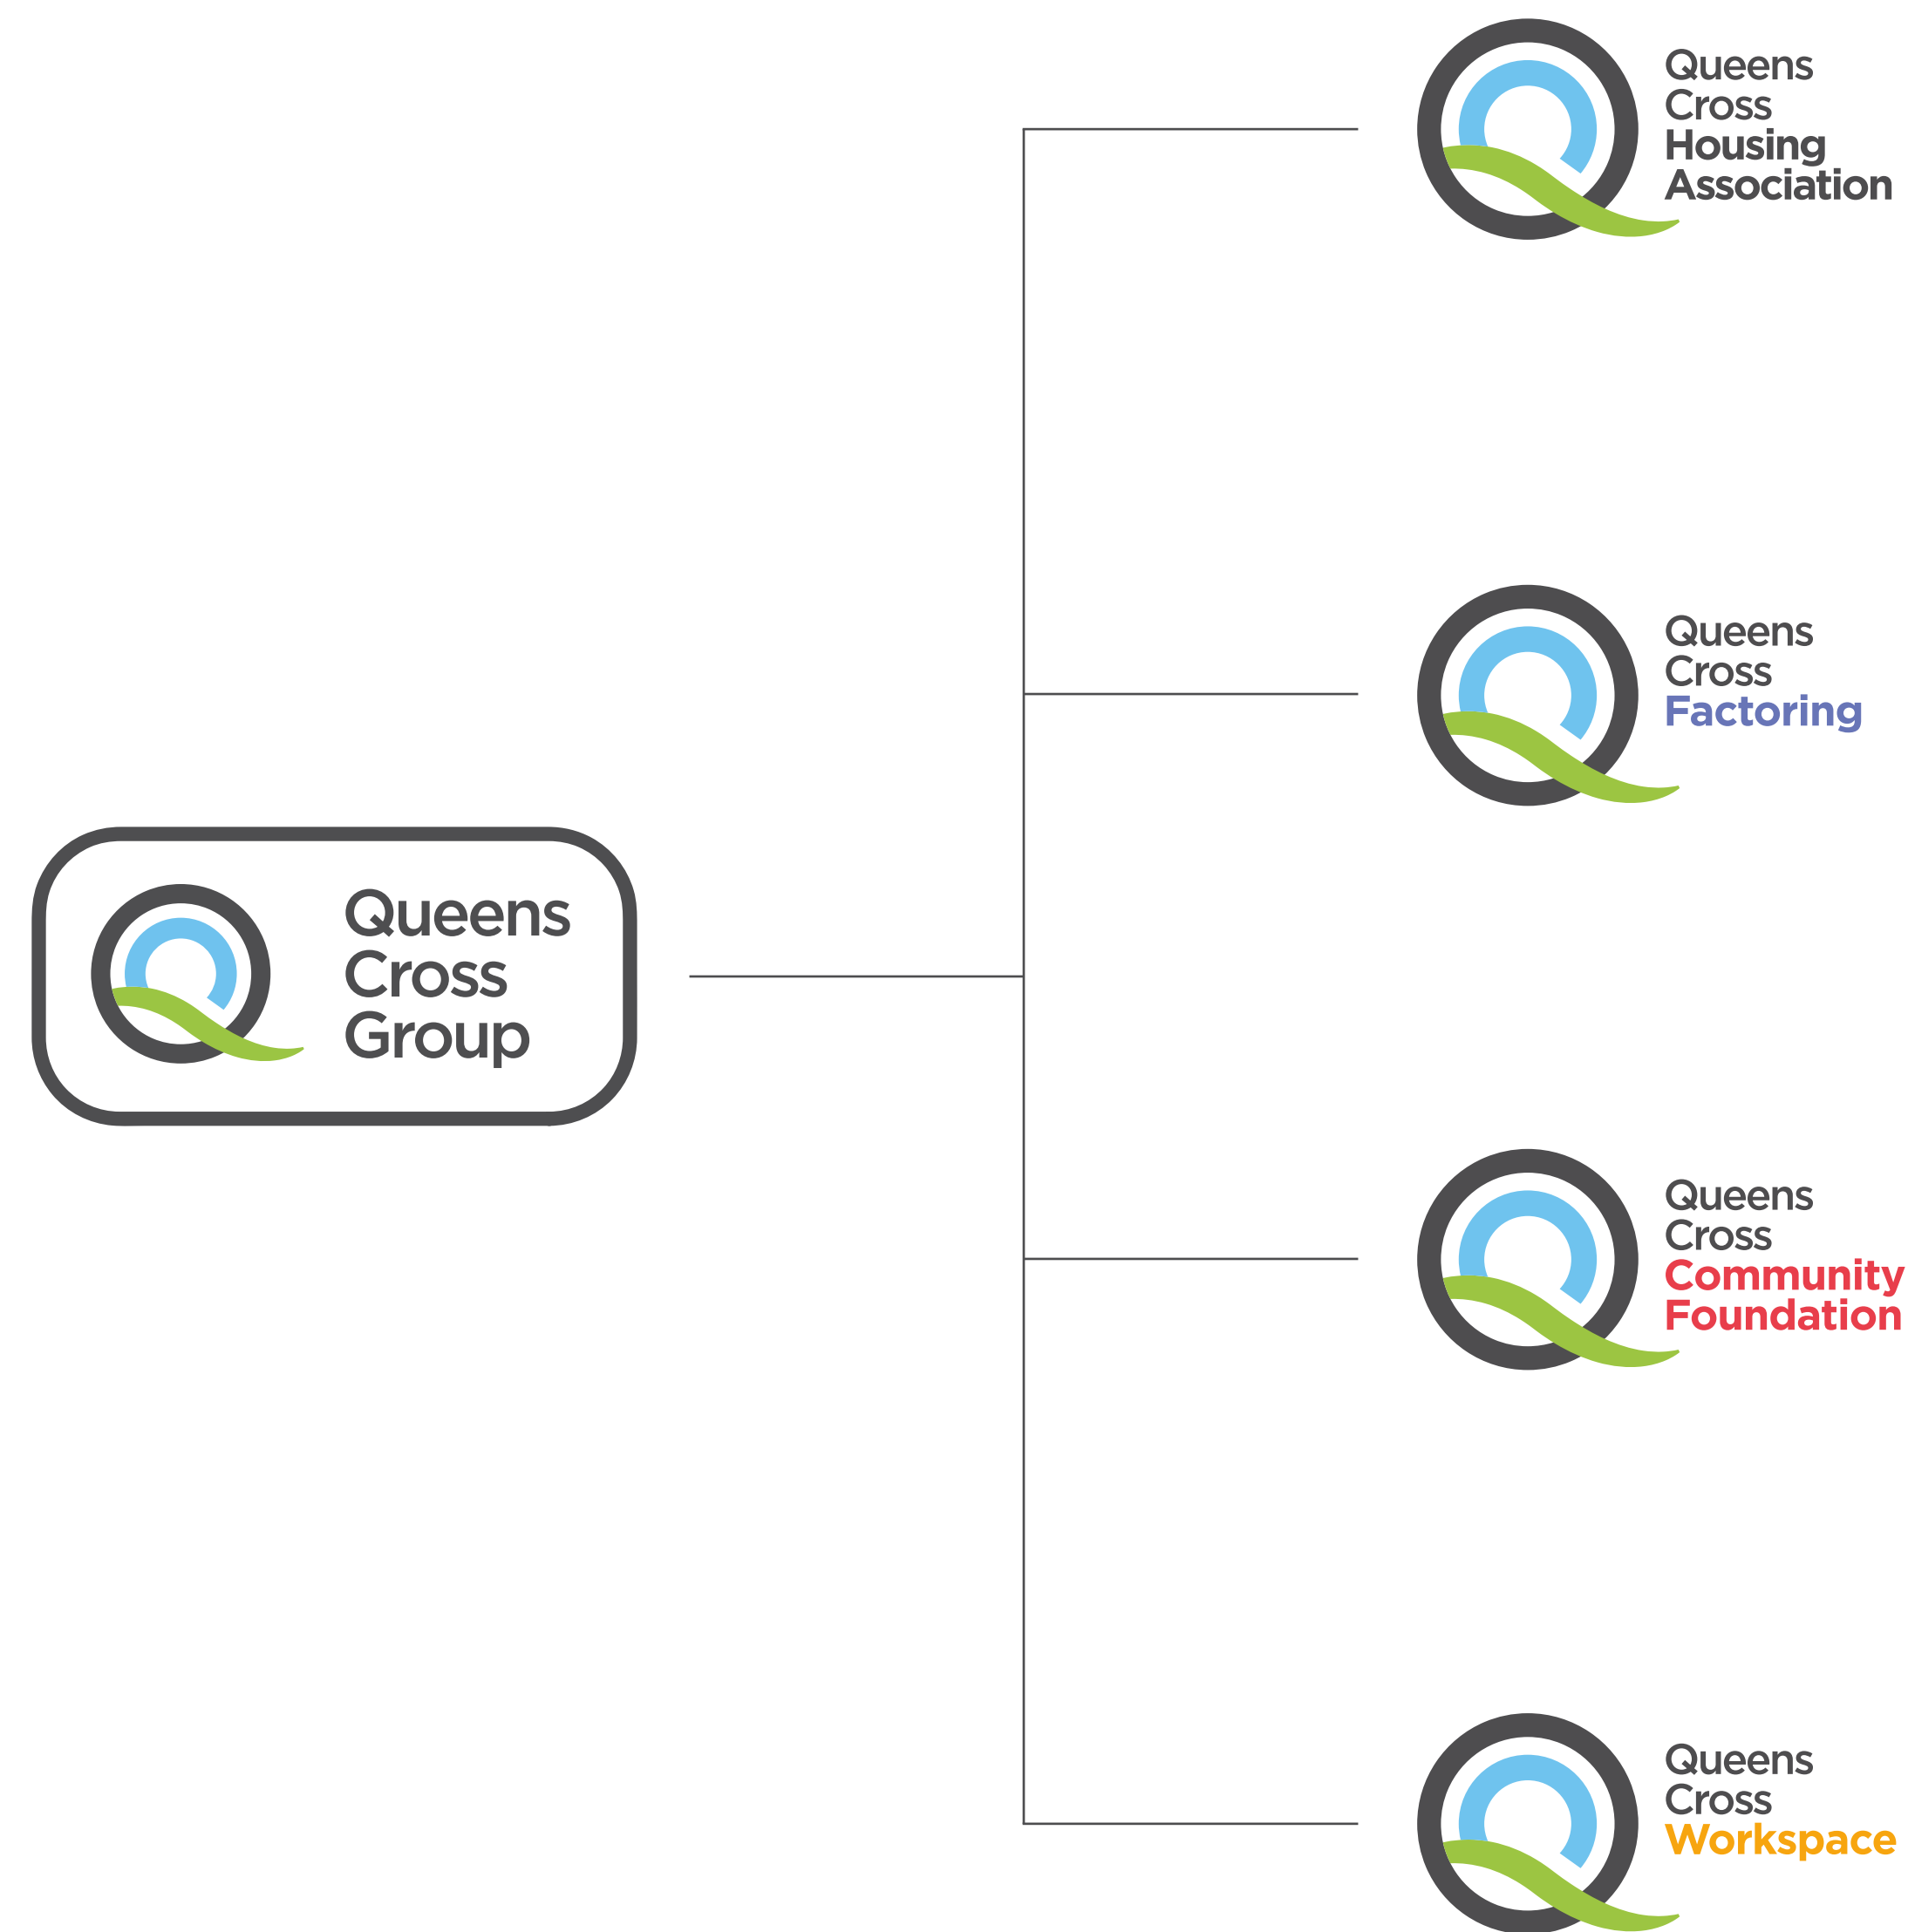 Queens
Cross
Group
Queens
Cross
Housing
Association
Queens
Cross
Factoring
Queens
Cross
Community
Foundation
Queens
Cross
Workspace